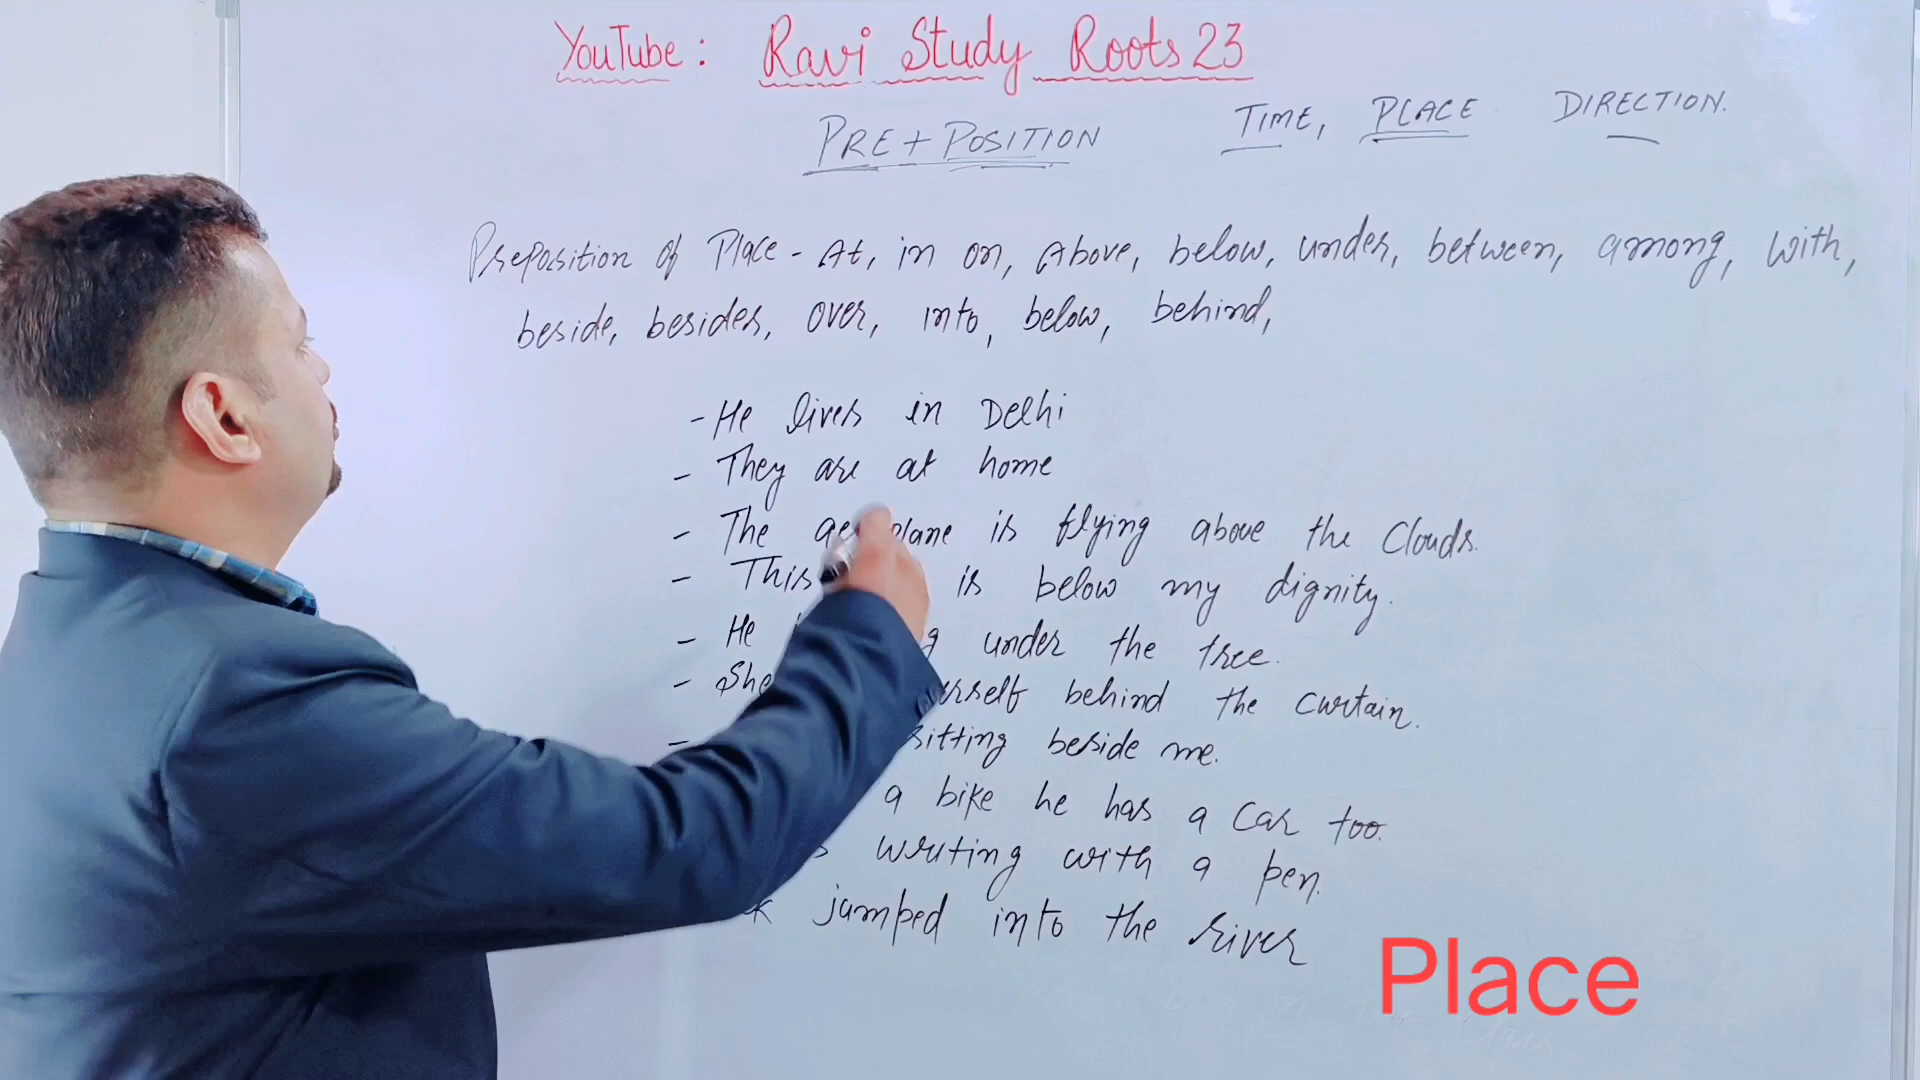 YouTube: Ravi Study Roots 23
PRE + POSITION TIME, PLACE DIRECTION.
Preposition of Place - At, in on, Above, below, under, between, among, with,
beside, besides, over, into, below, behind,
- He lives in Delhi
- They are at home
- The aeroplane is flying above the Clouds.
- This is below my dignity.
- He under the tree.
- She behind the Curtain.
- sitting beside me.
a bike he has a Car too.
writing with a pen.
jumped into the river
Place